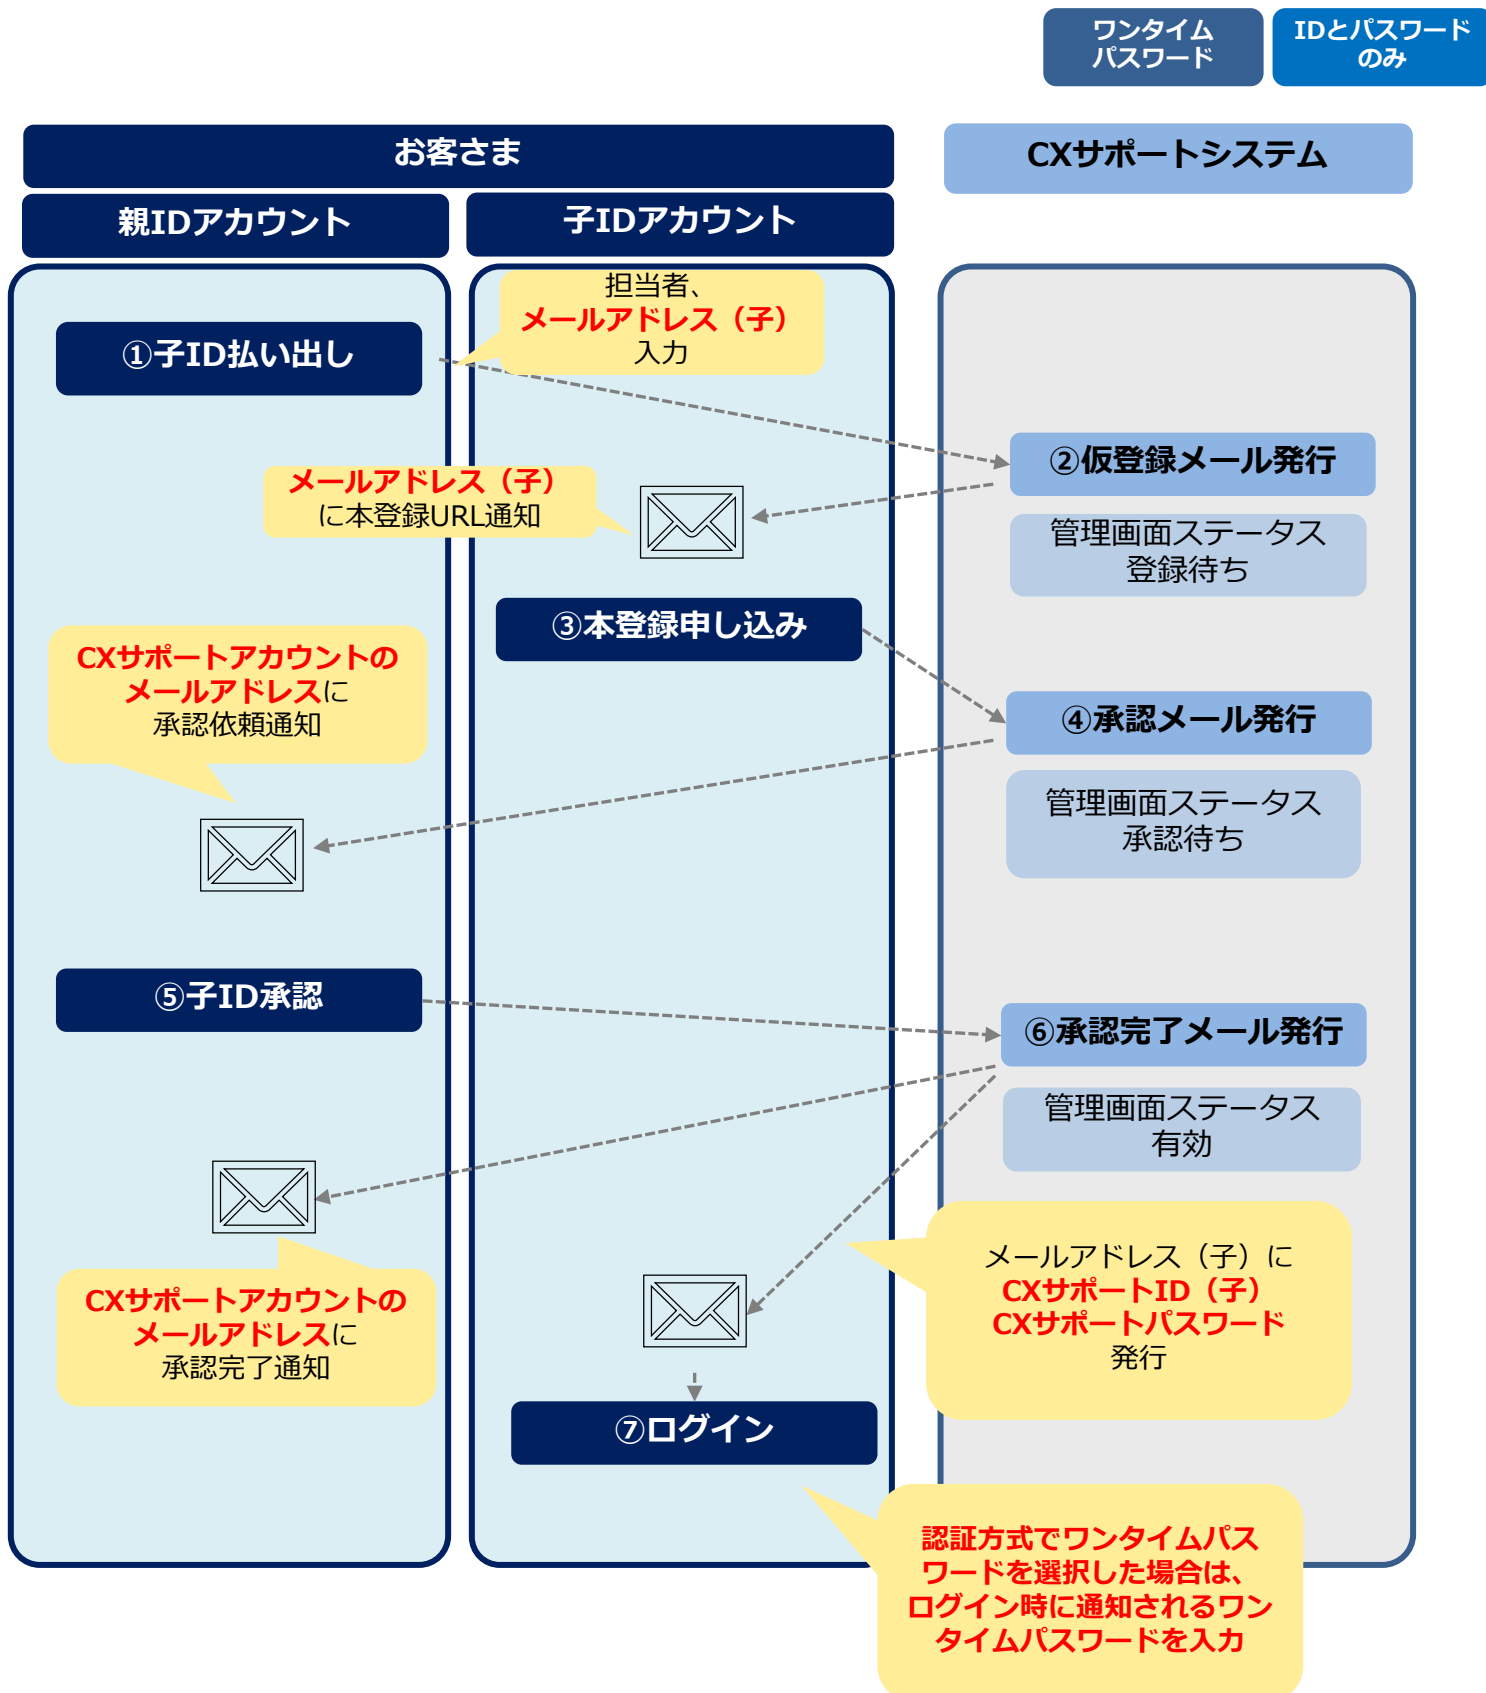 ワンタイム
パスワード
IDとパスワード
のみ
お客さま
CXサポートシステム
親IDアカウント
子IDアカウント
担当者、
メールアドレス（子）
入力
①子ID払い出し
②仮登録メール発行
メールアドレス（子）
に本登録URL通知
管理画面ステータス
登録待ち
③本登録申し込み
CXサポートアカウントの
メールアドレスに
承認依頼通知
④承認メール発行
管理画面ステータス
承認待ち
⑤子ID承認
⑥承認完了メール発行
管理画面ステータス
有効
メールアドレス（子）に
CXサポートID（子）
CXサポートパスワード
発行
CXサポートアカウントの
メールアドレスに
承認完了通知
⑦ログイン
認証方式でワンタイムパス
ワードを選択した場合は、
ログイン時に通知されるワン
タイムパスワードを入力